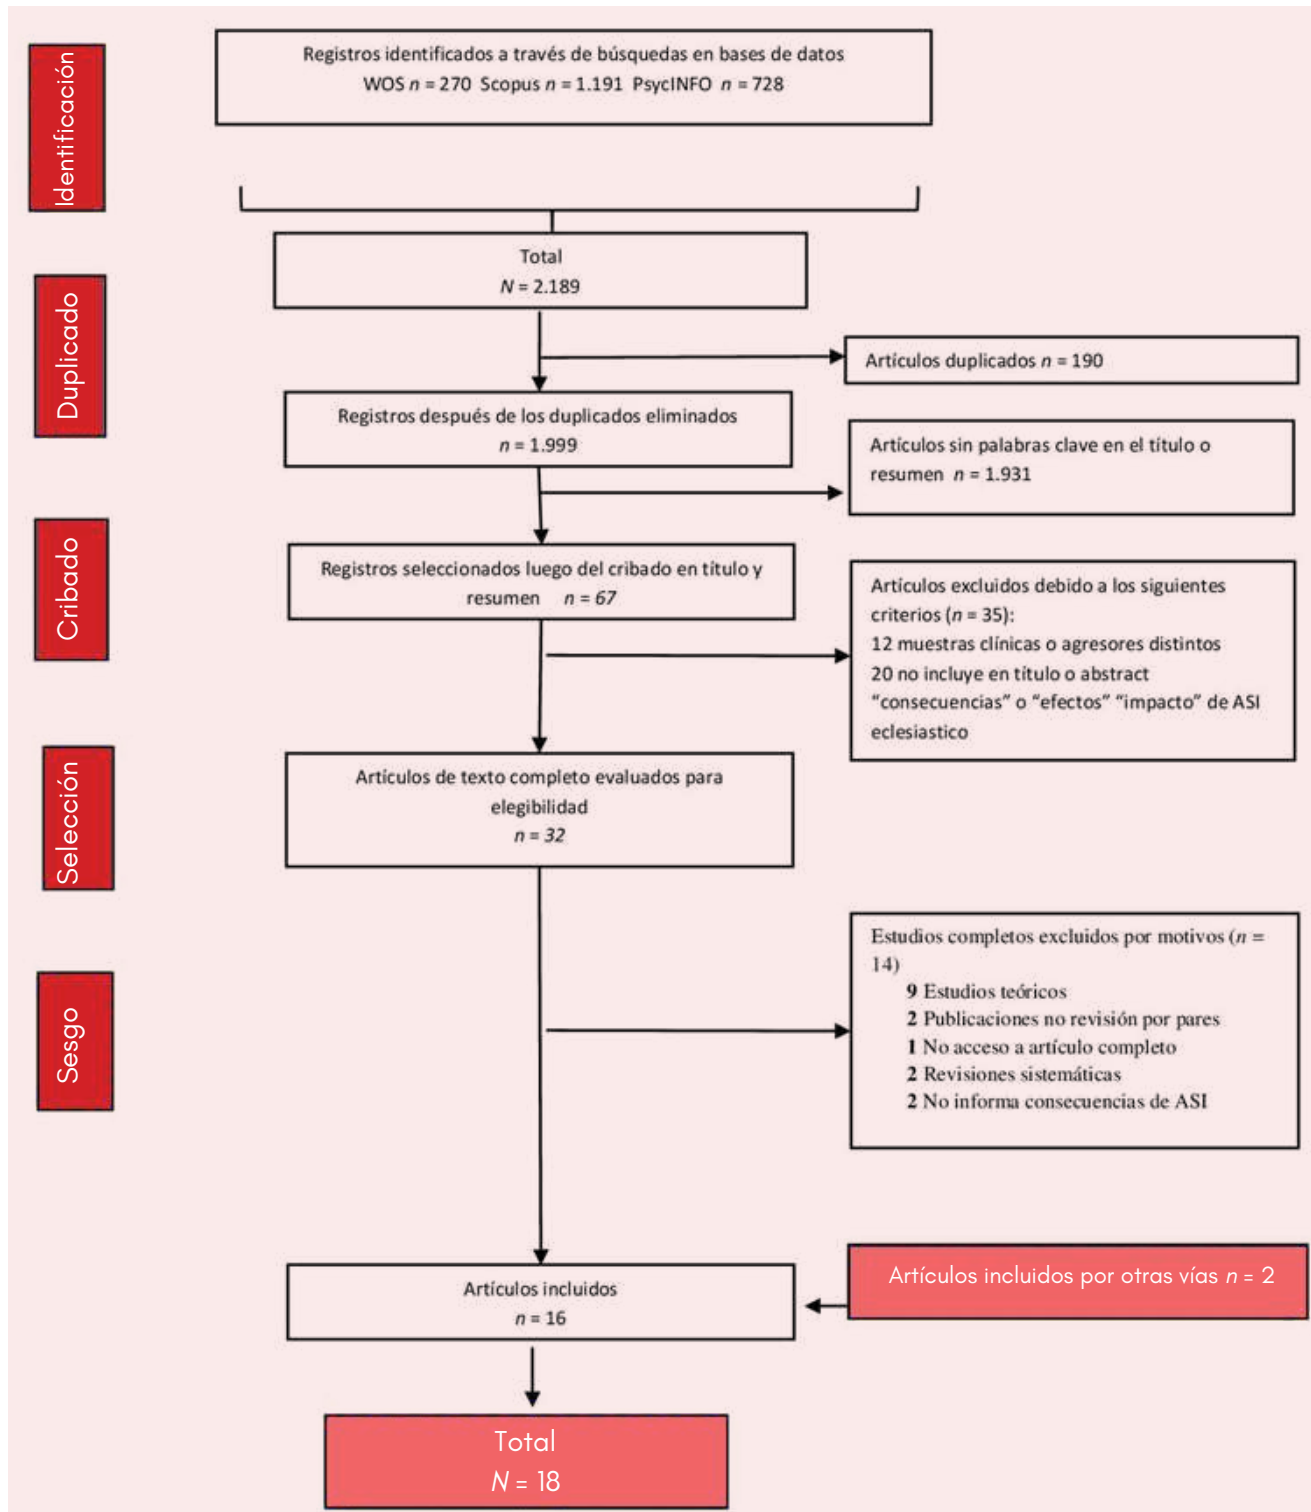 Identificación
Registros identificados a través de búsquedas en bases de datos
WOS n = 270 Scopus n = 1.191 PsycINFO n = 728
Total
N = 2.189
Duplicado
Artículos duplicados n = 190
Registros después de los duplicados eliminados
n = 1.999
Artículos sin palabras clave en el título o
resumen n = 1.931
Cribado
Registros seleccionados luego del cribado en título y
resumen n = 67
Artículos excluidos debido a los siguientes
criterios (n = 35):
12 muestras clínicas o agresores distintos
20 no incluye en título o abstract
“consecuencias” o “efectos” “impacto” de ASI
eclesiastico
Selección
Artículos de texto completo evaluados para
elegibilidad
n = 32
Sesgo
Estudios completos excluidos por motivos (n =
14)
9 Estudios teóricos
2 Publicaciones no revisión por pares
1 No acceso a artículo completo
2 Revisiones sistemáticas
2 No informa consecuencias de ASI
Artículos incluidos
n = 16
Artículos incluidos por otras vías n = 2
Total
N = 18